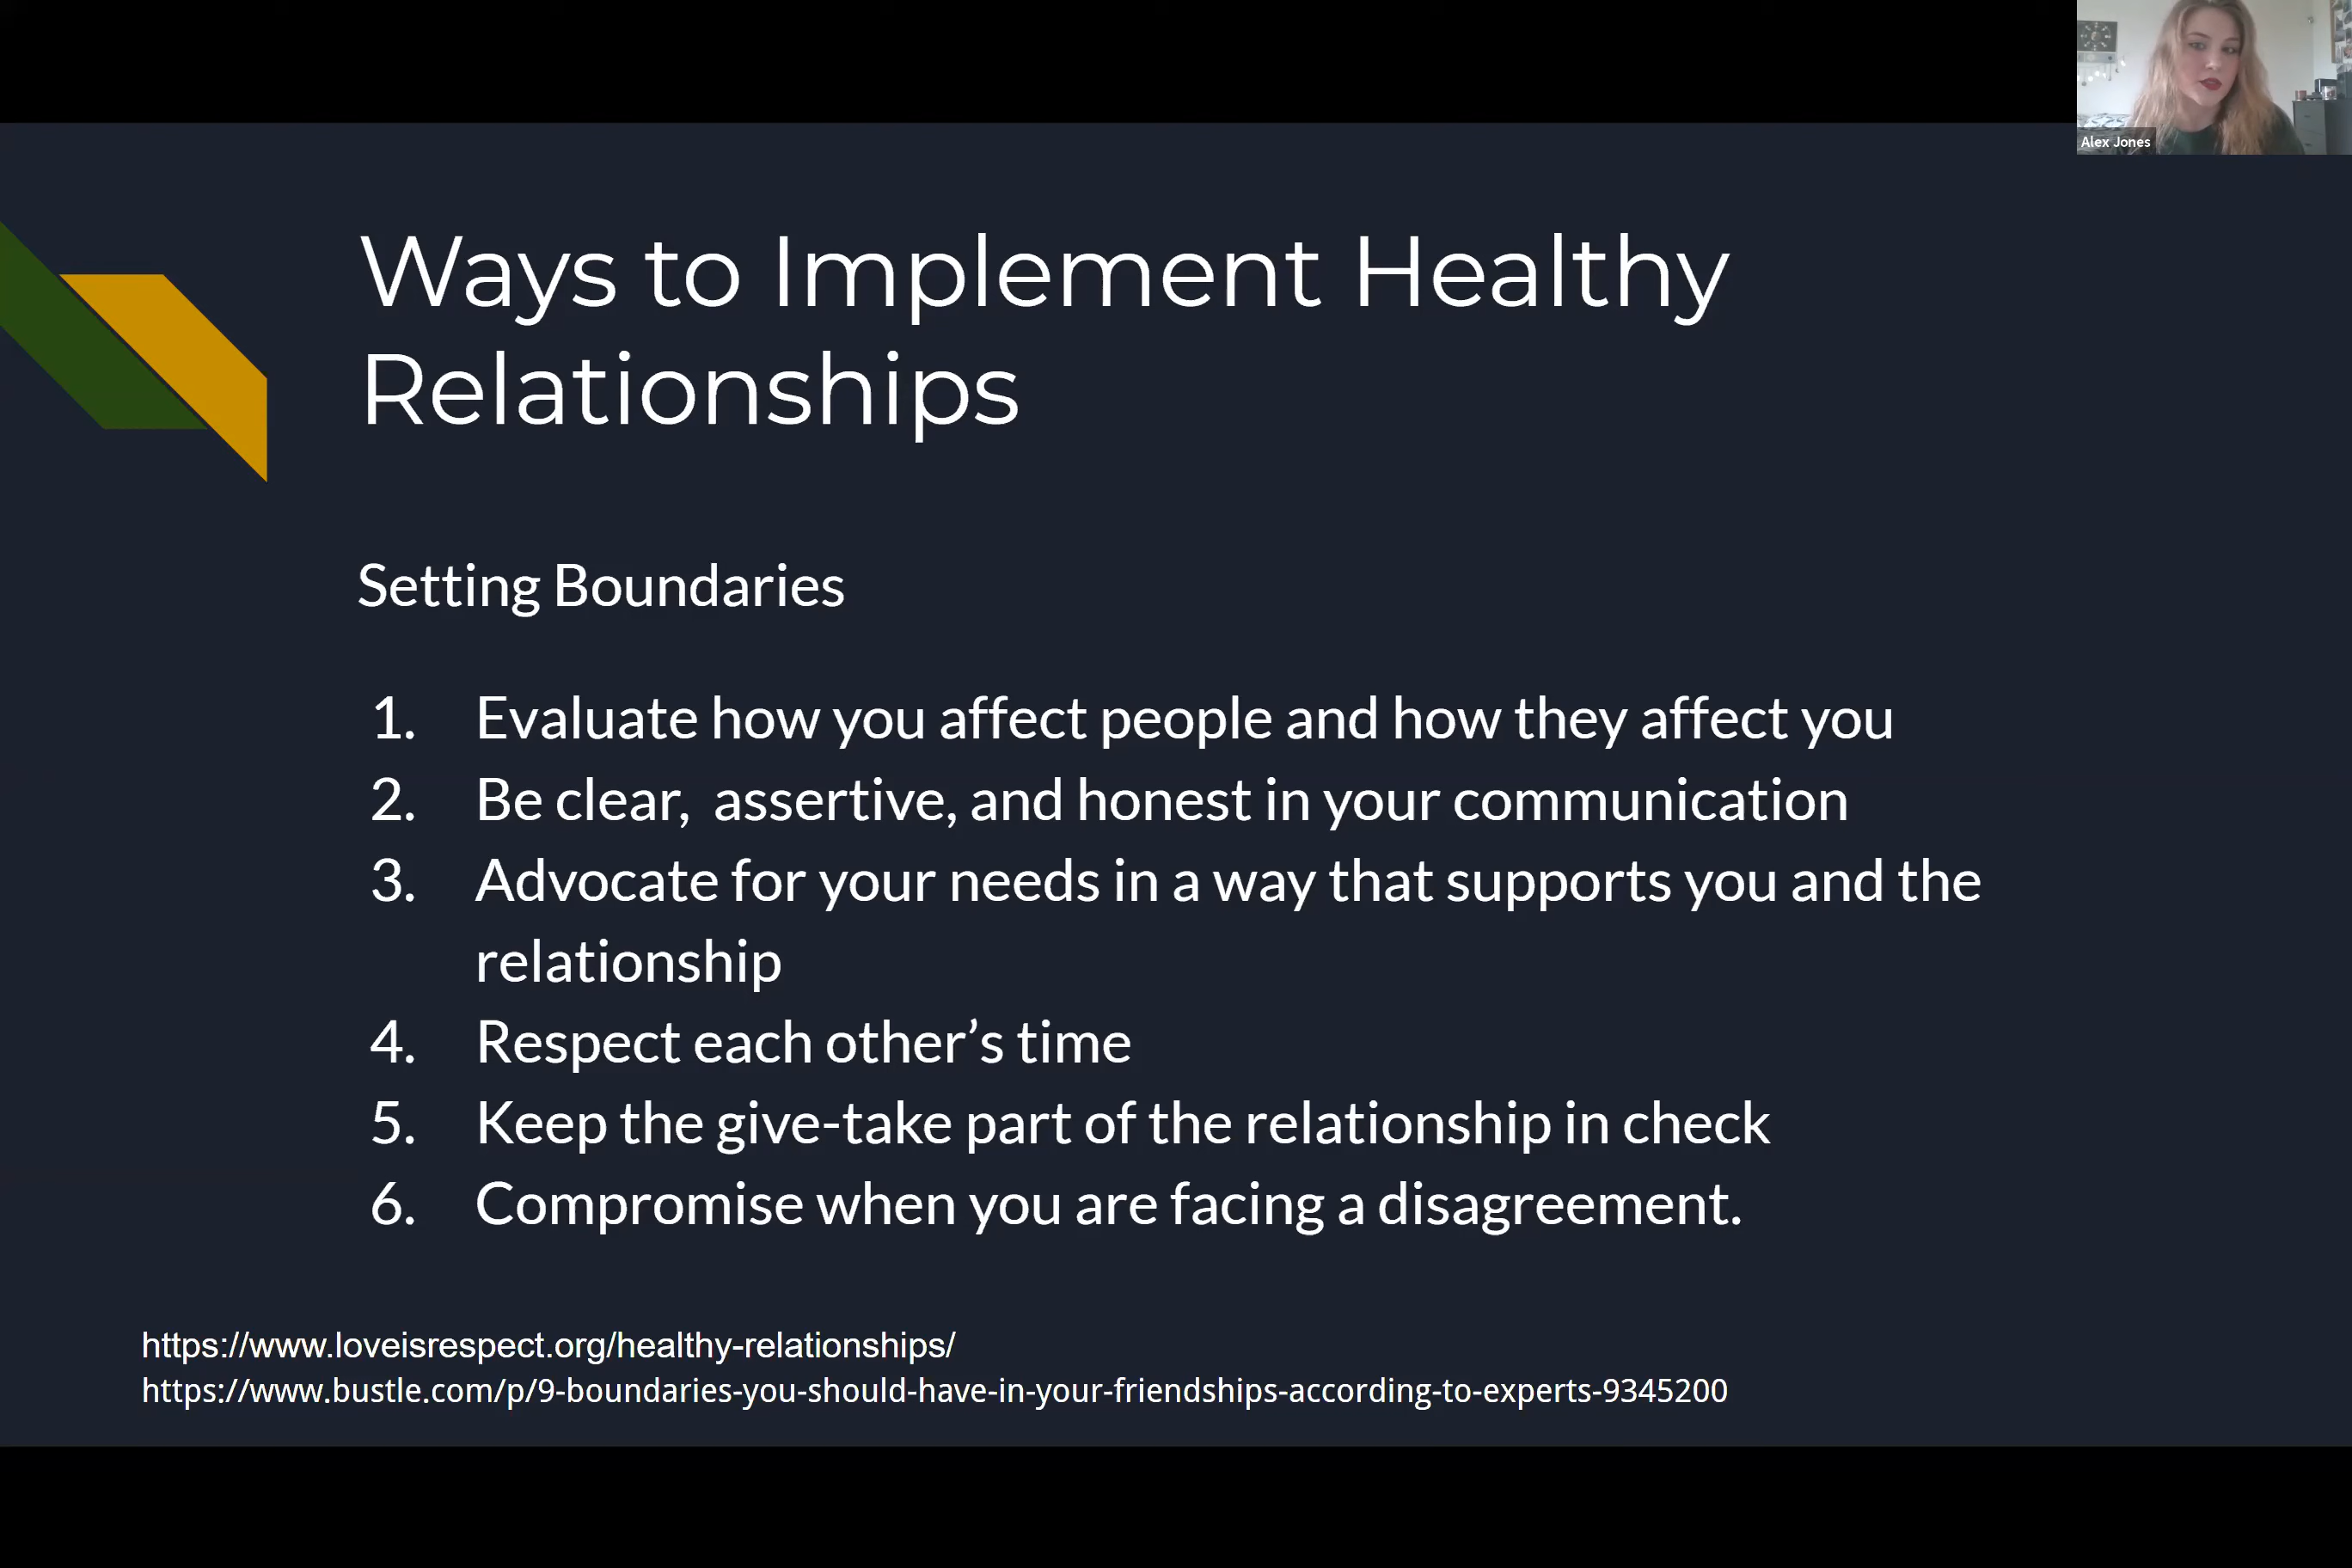 Alex Jones
Ways to Implement Healthy
Relationships
Setting Boundaries
1. Evaluate how you affect people and how they affect you
2. Be clear,  assertive, and honest in your communication
3. Advocate for your needs in a way that supports you and the
relationship
4. Respect each other’s time
5. Keep the give-take part of the relationship in check
6. Compromise when you are facing a disagreement.
https://www.loveisrespect.org/healthy-relationships/
https://www.bustle.com/p/9-boundaries-you-should-have-in-your-friendships-according-to-experts-9345200